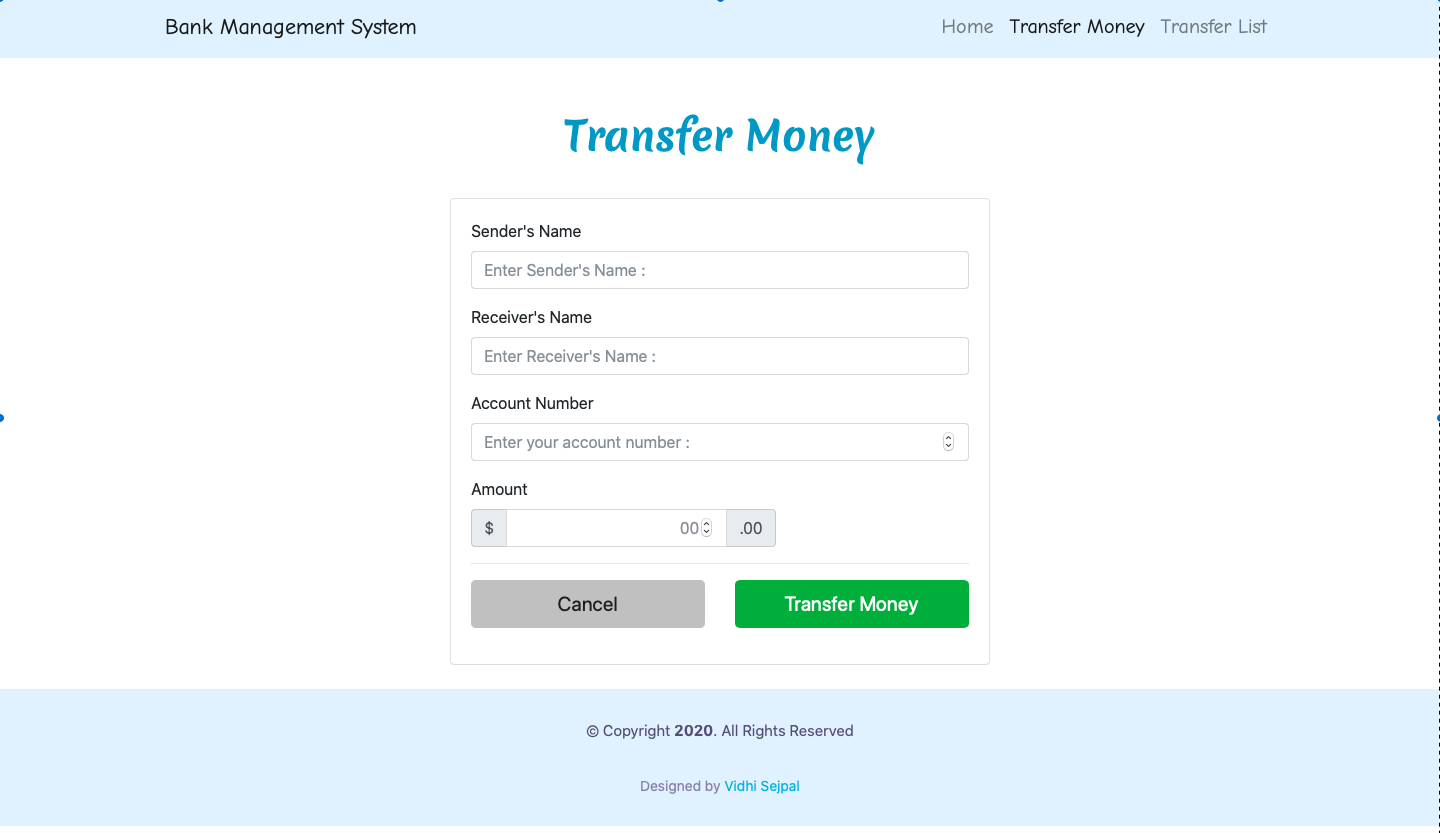 Bank Management System
Home Transfer Money Transfer List
Transfer Money
Sender's Name
Enter Sender's Name :
Receiver's Name
Enter Receiver's Name :
Account Number
Enter your account number :
Amount
$ 00 .00
Cancel Transfer Money
© Copyright 2020. All Rights Reserved
Designed by Vidhi Sejpal